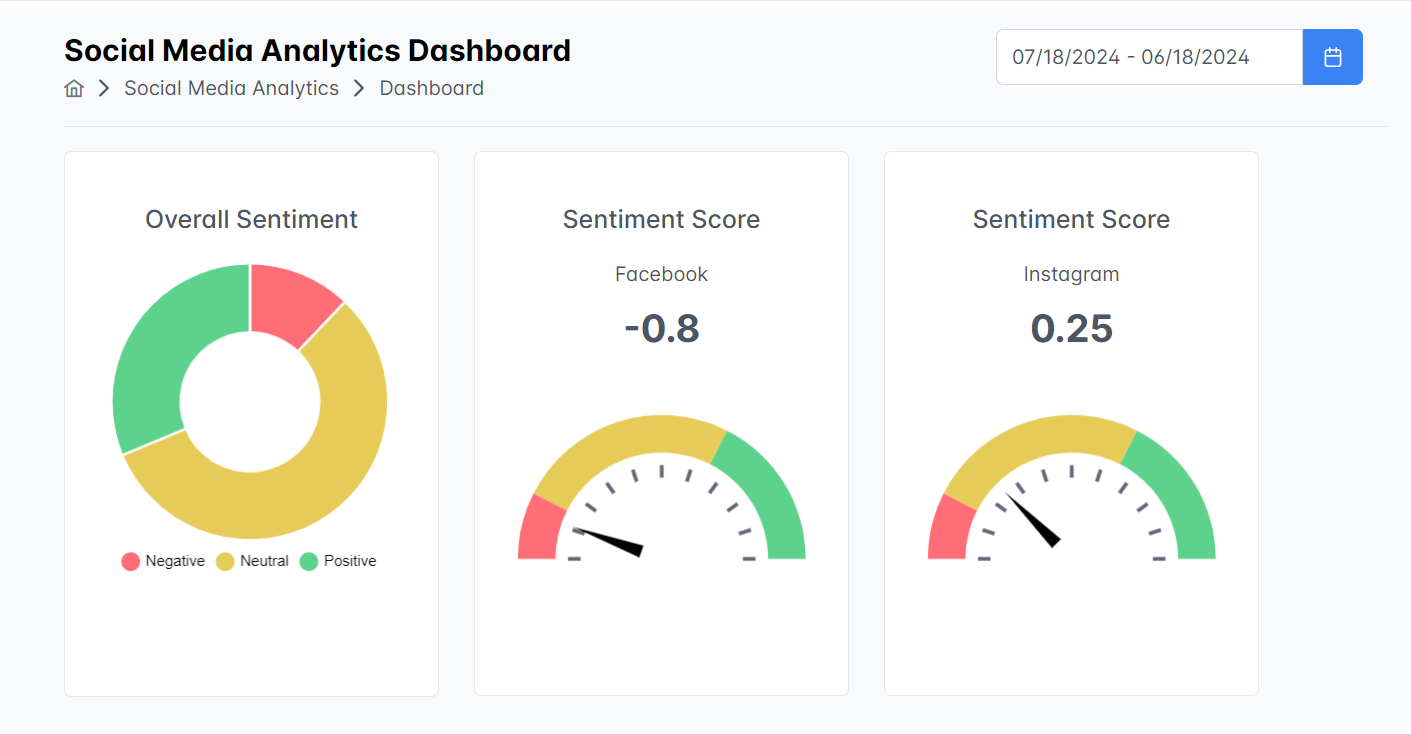 Social Media Analytics Dashboard
07/18/2024 - 06/18/2024
Social Media Analytics Dashboard
Overall Sentiment
Negative Neutral Positive
Sentiment Score
Facebook
-0.8
Sentiment Score
Instagram
0.25